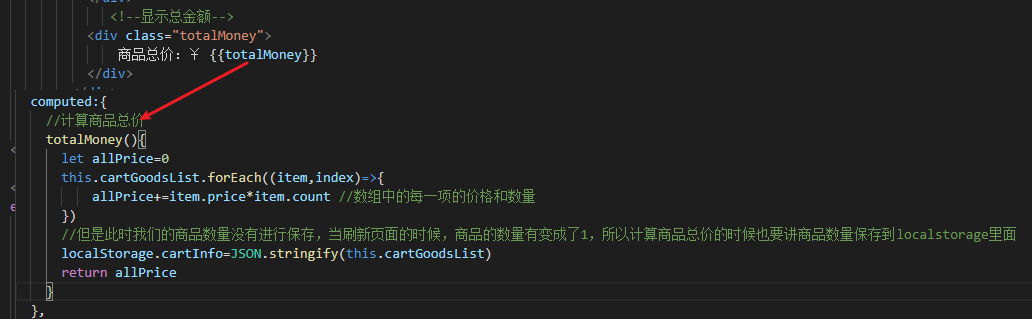 </div>
<!--显示总金额-->
<div class="totalMoney">
商品总价：￥ {{totalMoney}}
</div>
computed:{
//计算商品总价
totalMoney(){
let allPrice=0
this.cartGoodsList.forEach((item,index)=>{
allPrice+=item.price*item.count //数组中的每一项的价格和数量
})
//但是此时我们的商品数量没有进行保存，当刷新页面的时候，商品的数量有变成了1，所以计算商品总价的时候也要讲商品数量保存到localstorage里面
localStorage.cartInfo=JSON.stringify(this.cartGoodsList)
return allPrice
}
},